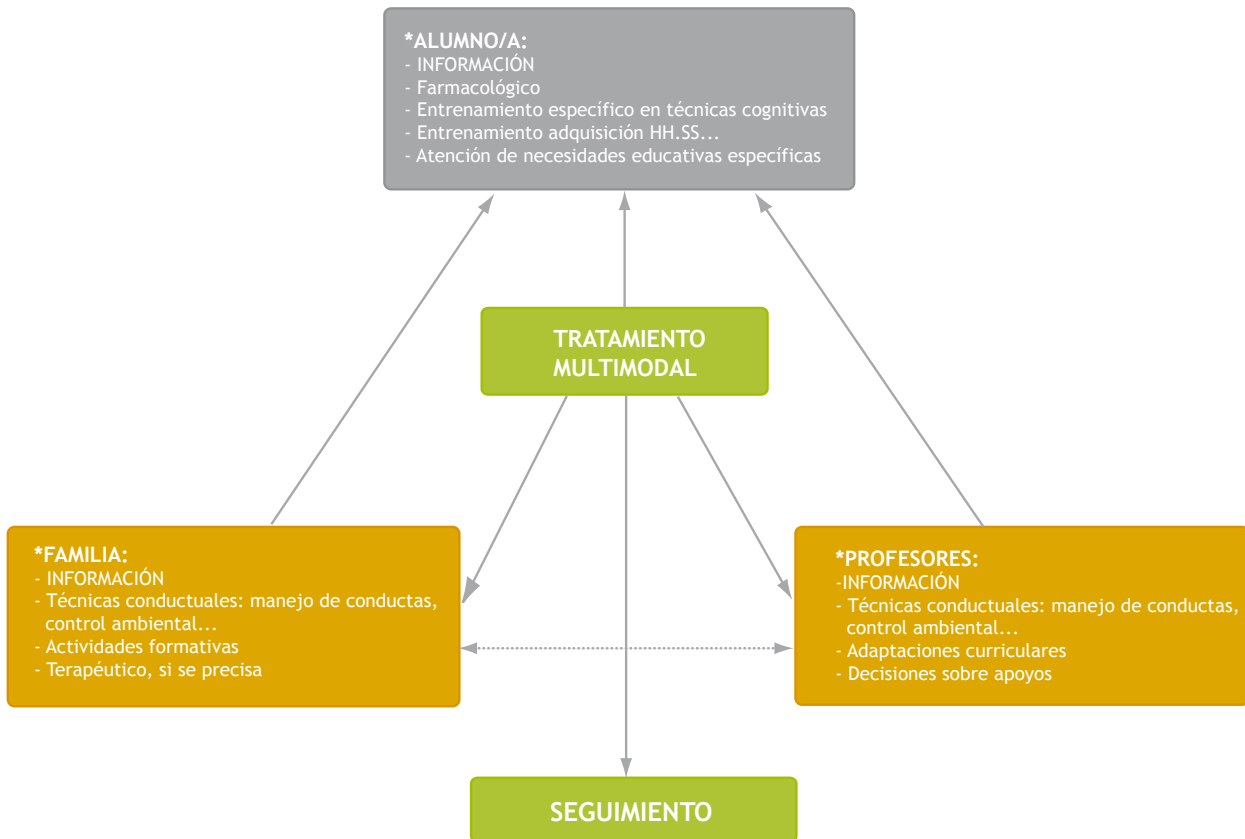 *ALUMNO/A:
- INFORMACIÓN
- Farmacológico
- Entrenamiento específico en técnicas cognitivas
- Entrenamiento adquisición HH.SS...
- Atención de necesidades educativas específicas
TRATAMIENTO
MULTIMODAL
*FAMILIA:
- INFORMACIÓN
- Técnicas conductuales: manejo de conductas,
control ambiental...
- Actividades formativas
- Terapéutico, si se precisa
*PROFESORES:
-INFORMACIÓN
- Técnicas conductuales: manejo de conductas,
control ambiental...
- Adaptaciones curriculares
- Decisiones sobre apoyos
SEGUIMIENTO